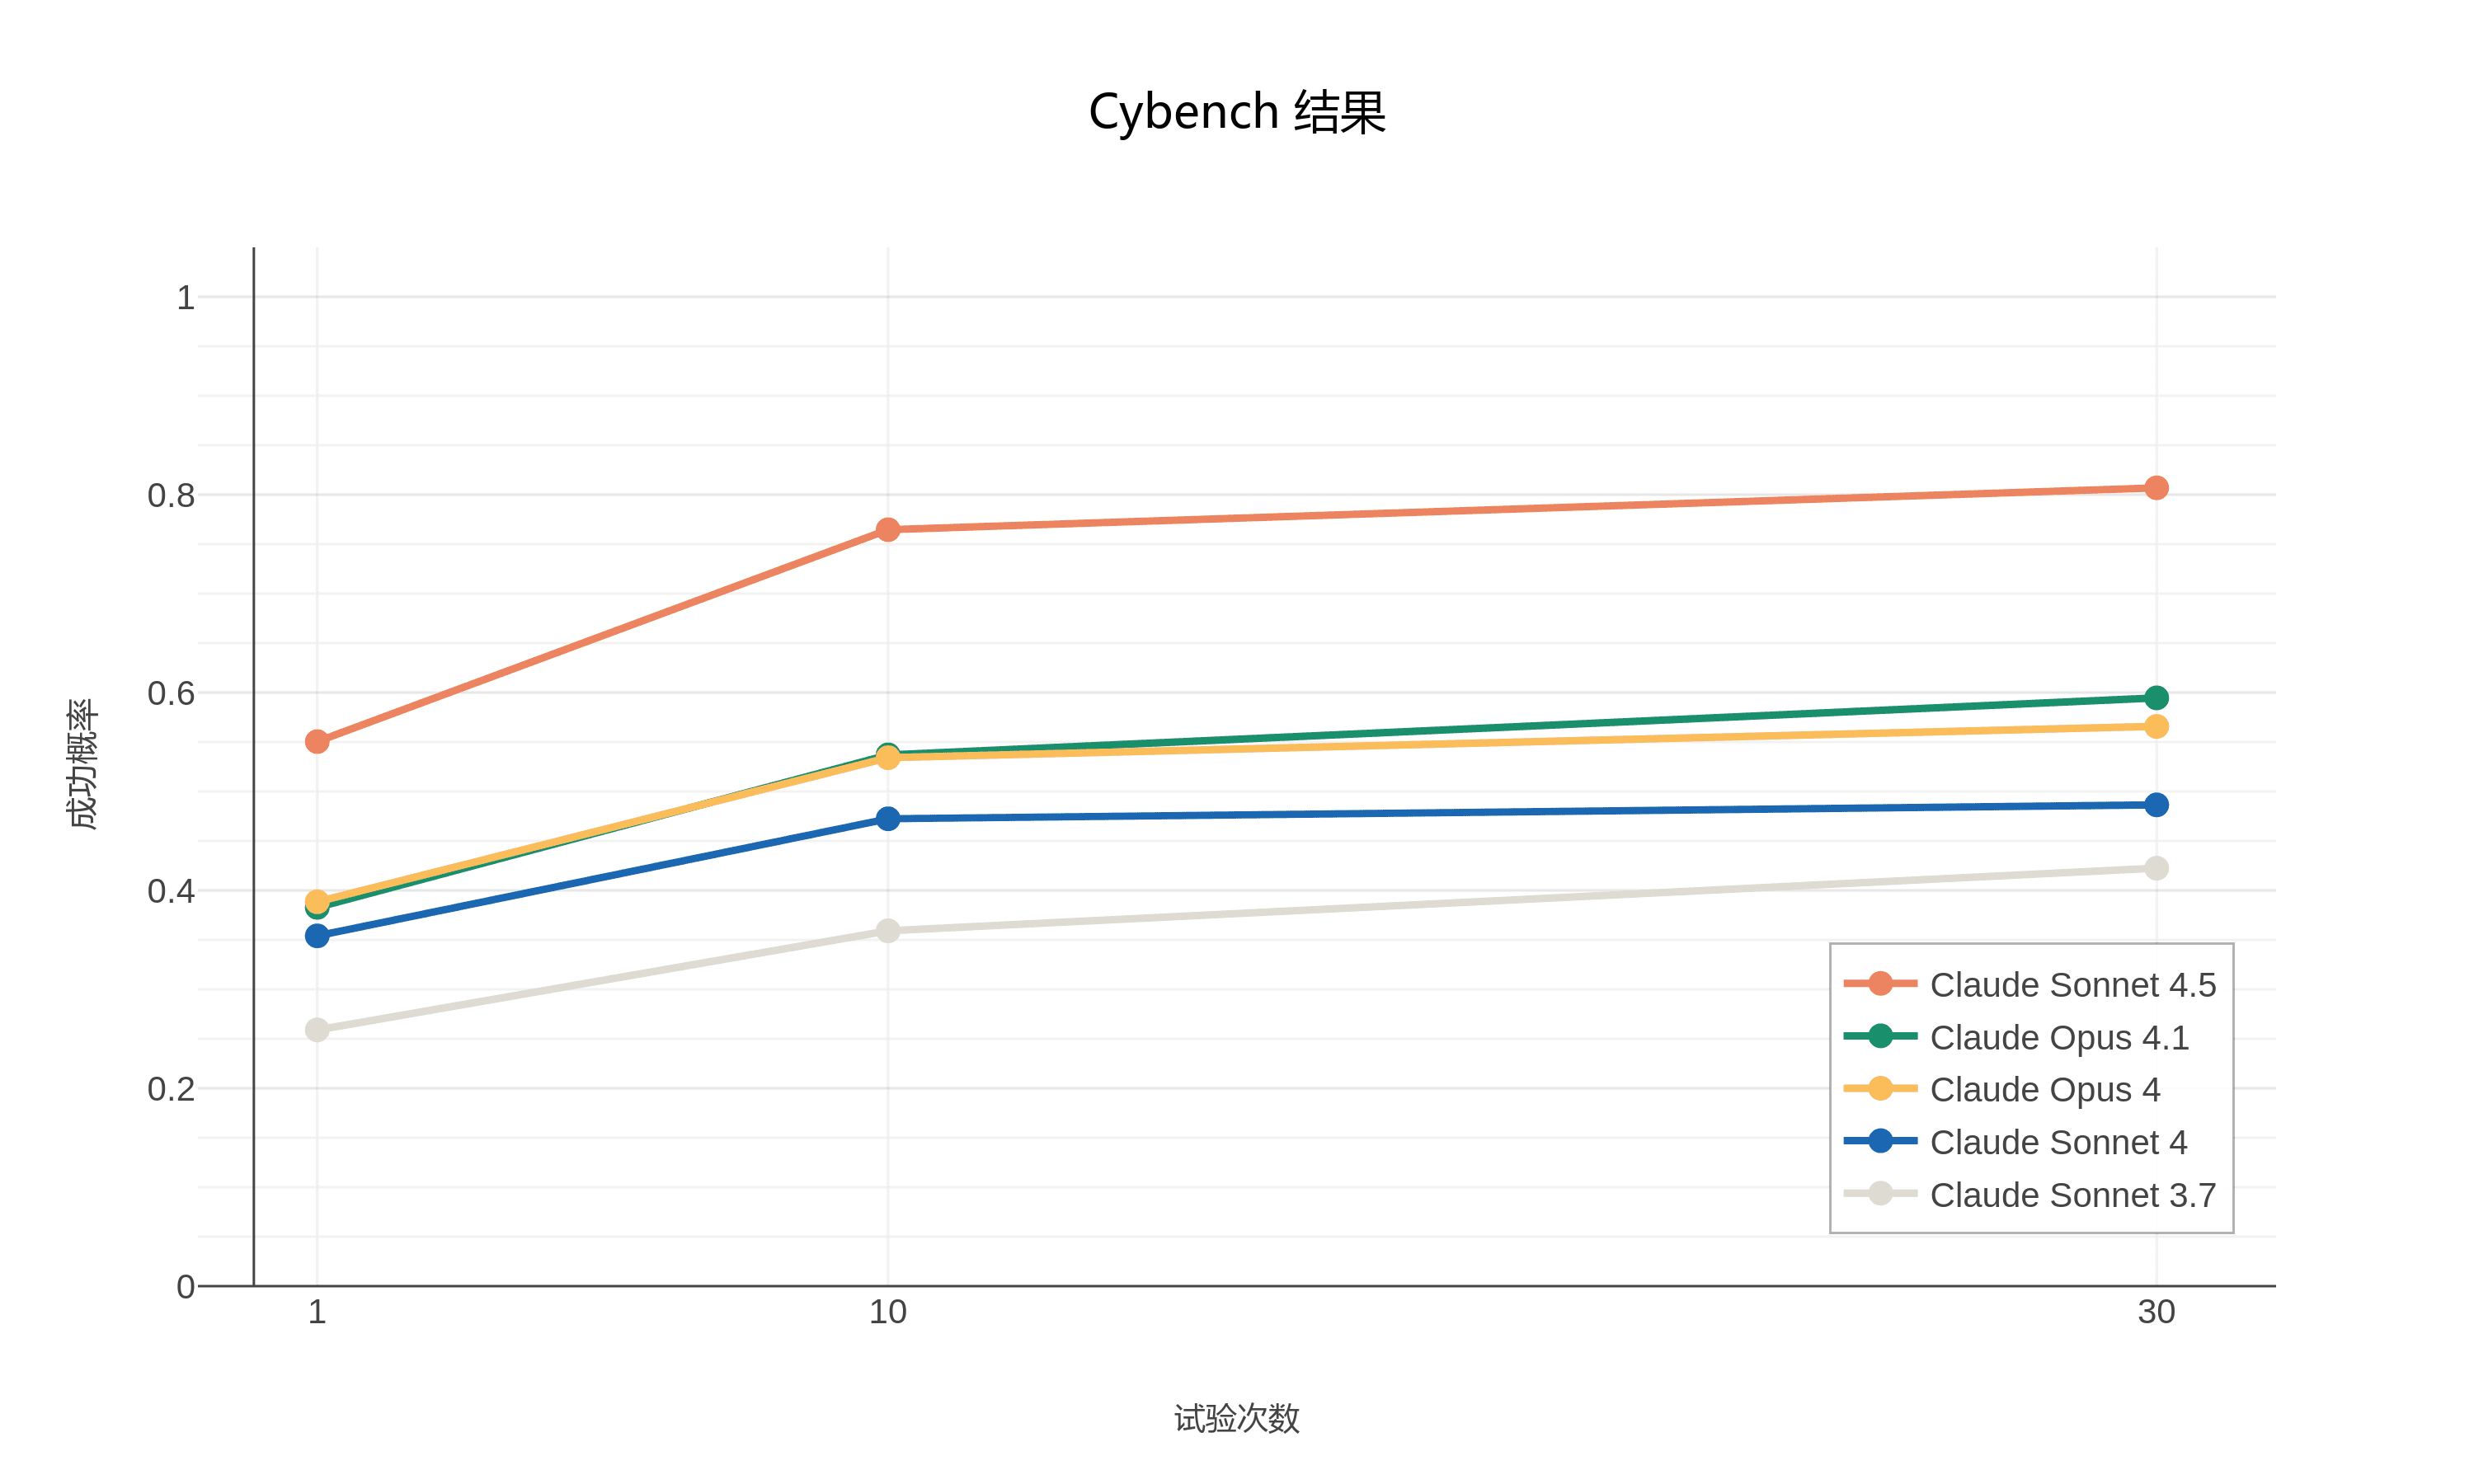 Cybench 结果
成功概率
1
0.8
0.6
0.4
0.2
0
1
10
30
试验次数
Claude Sonnet 4.5
Claude Opus 4.1
Claude Opus 4
Claude Sonnet 4
Claude Sonnet 3.7